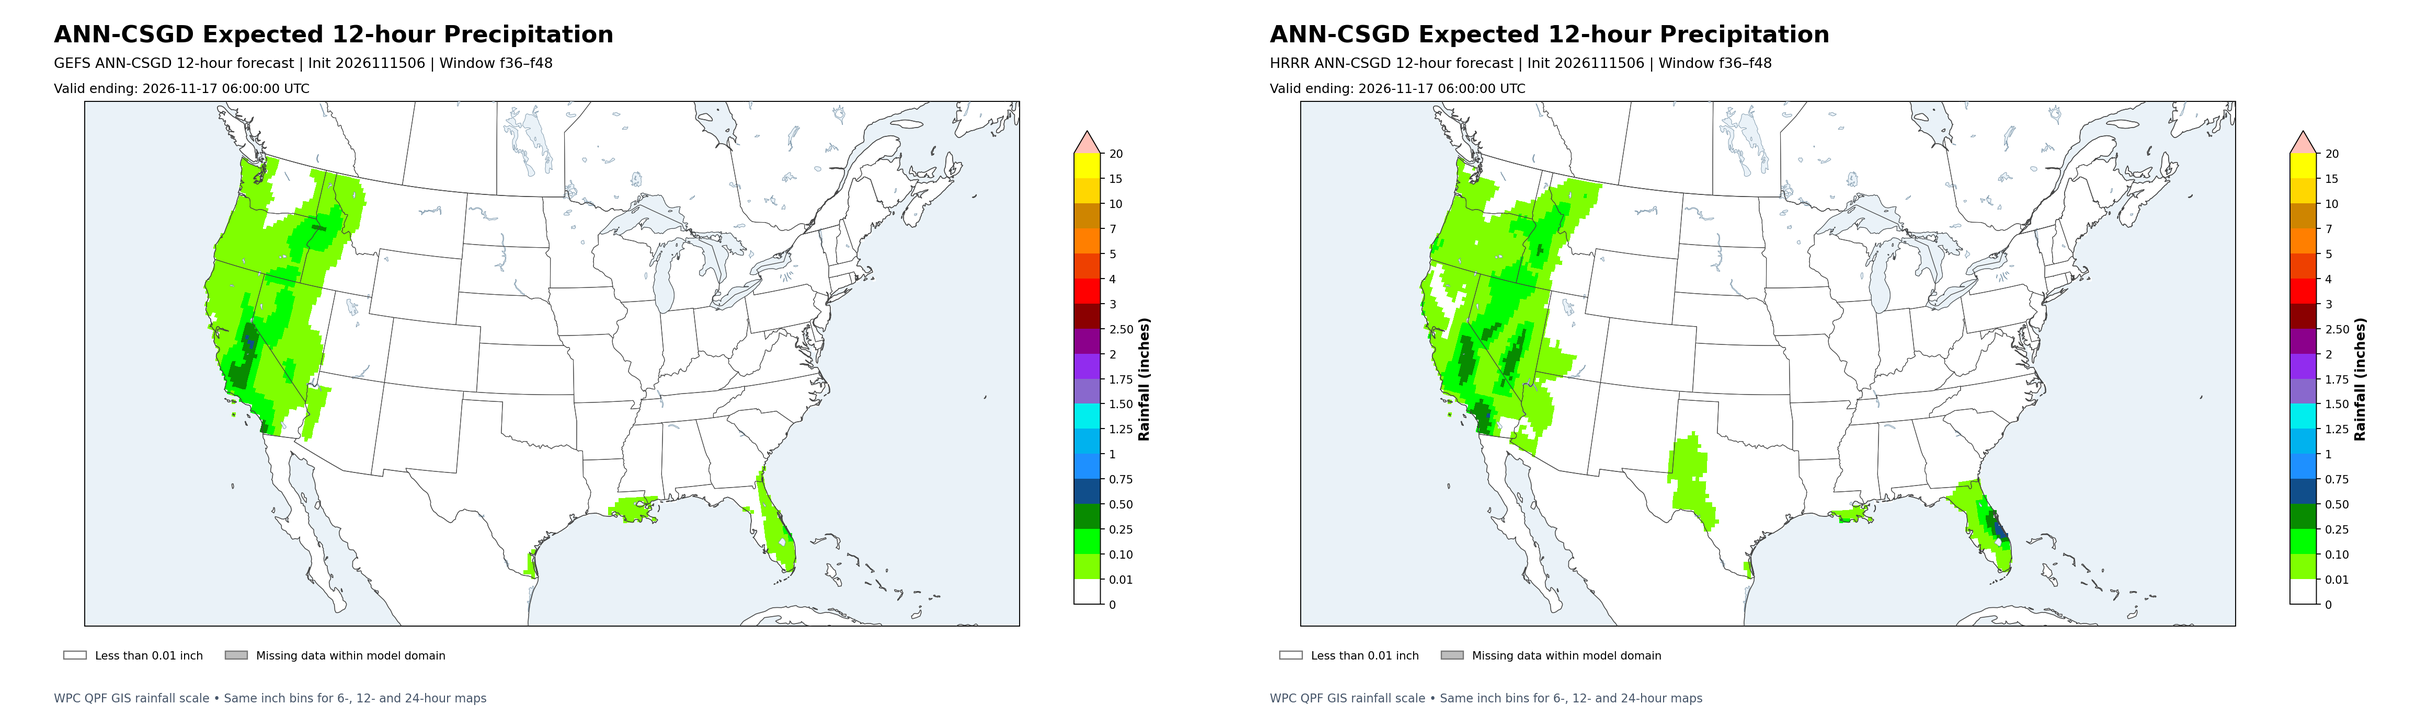 ANN-CSGD Expected 12-hour Precipitation
GEFS ANN-CSGD 12-hour forecast | Init 2026111506 | Window f36–f48
Valid ending: 2026-11-17 06:00:00 UTC
20
15
10
7
5
4
3
2.50
2
1.75
1.50
1.25
1
0.75
0.50
0.25
0.10
0.01
0
Rainfall (inches)
Less than 0.01 inch
Missing data within model domain
WPC QPF GIS rainfall scale • Same inch bins for 6-, 12- and 24-hour maps
ANN-CSGD Expected 12-hour Precipitation
HRRR ANN-CSGD 12-hour forecast | Init 2026111506 | Window f36–f48
Valid ending: 2026-11-17 06:00:00 UTC
20
15
10
7
5
4
3
2.50
2
1.75
1.50
1.25
1
0.75
0.50
0.25
0.10
0.01
0
Rainfall (inches)
Less than 0.01 inch
Missing data within model domain
WPC QPF GIS rainfall scale • Same inch bins for 6-, 12- and 24-hour maps